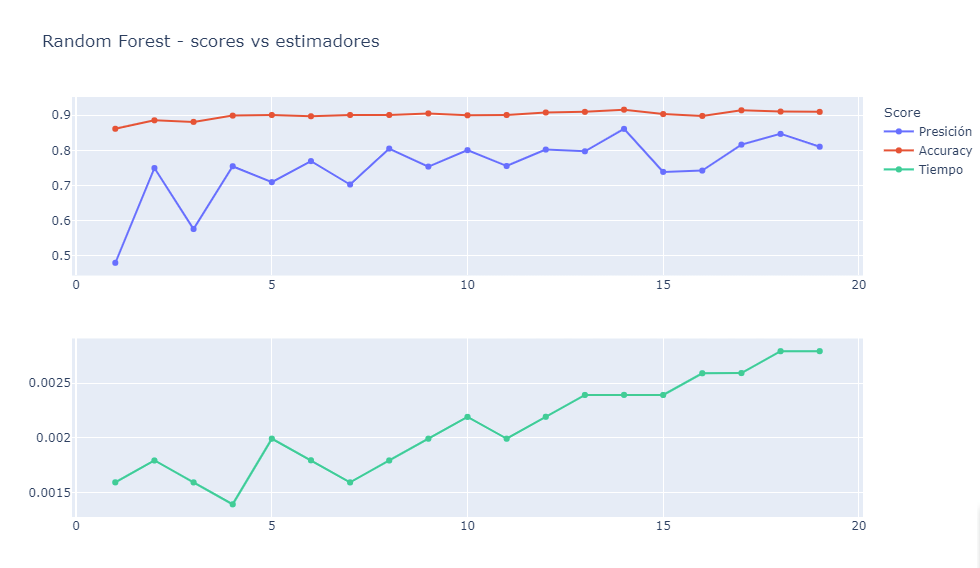 Random Forest - scores vs estimadores
Score
Presición
Accuracy
Tiempo
0.9
0.8
0.7
0.6
0.5
0 5 10 15 20
0.0025
0.002
0.0015
0 5 10 15 20